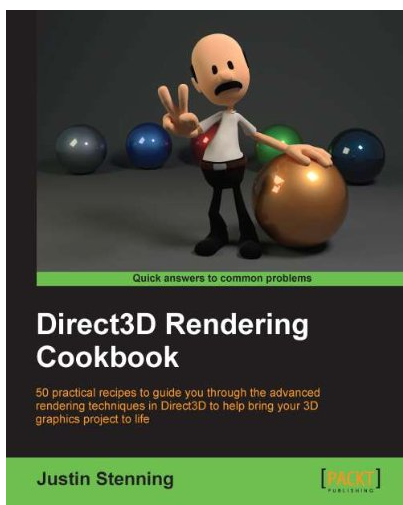 Quick answers to common problems
Direct3D Rendering
Cookbook
50 practical recipes to guide you through the advanced
rendering techniques in Direct3D to help bring your 3D
graphics project to life
Justin Stenning
[PACKT]
PUBLISHING